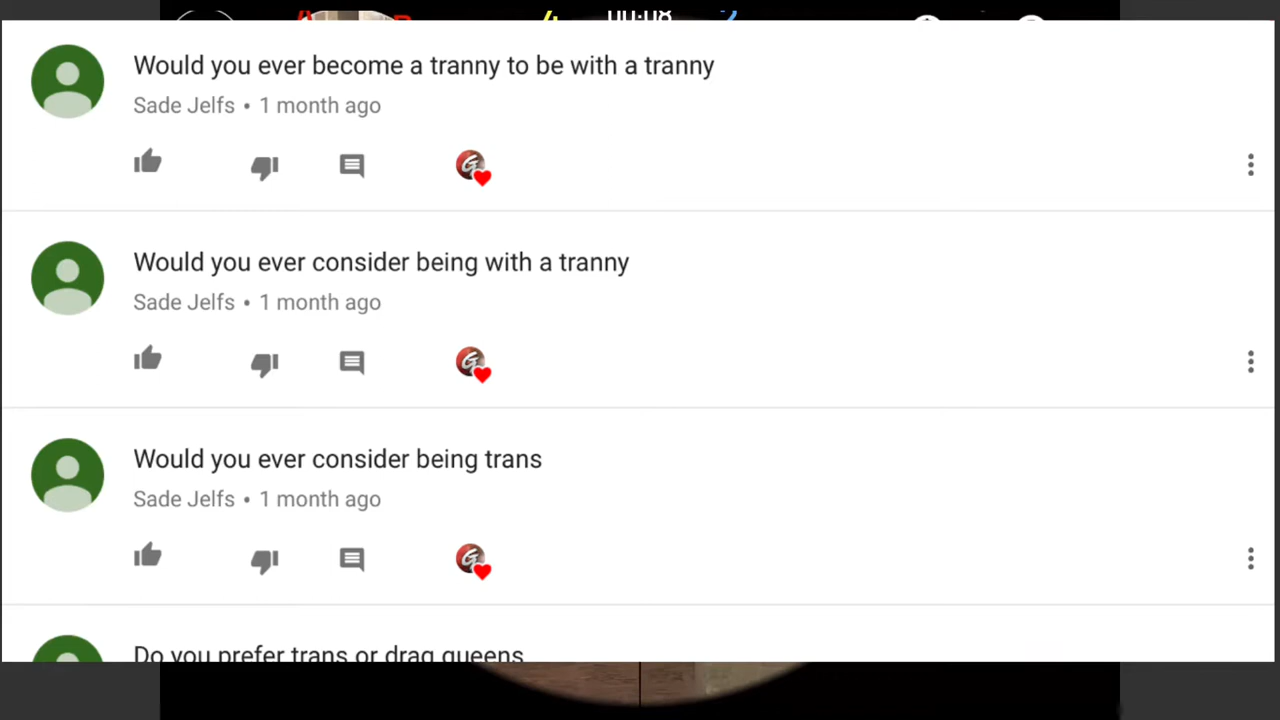 00:08
Would you ever become a tranny to be with a tranny
Sade Jelfs • 1 month ago
Would you ever consider being with a tranny
Sade Jelfs • 1 month ago
Would you ever consider being trans
Sade Jelfs • 1 month ago
Do you prefer trans or drag queens